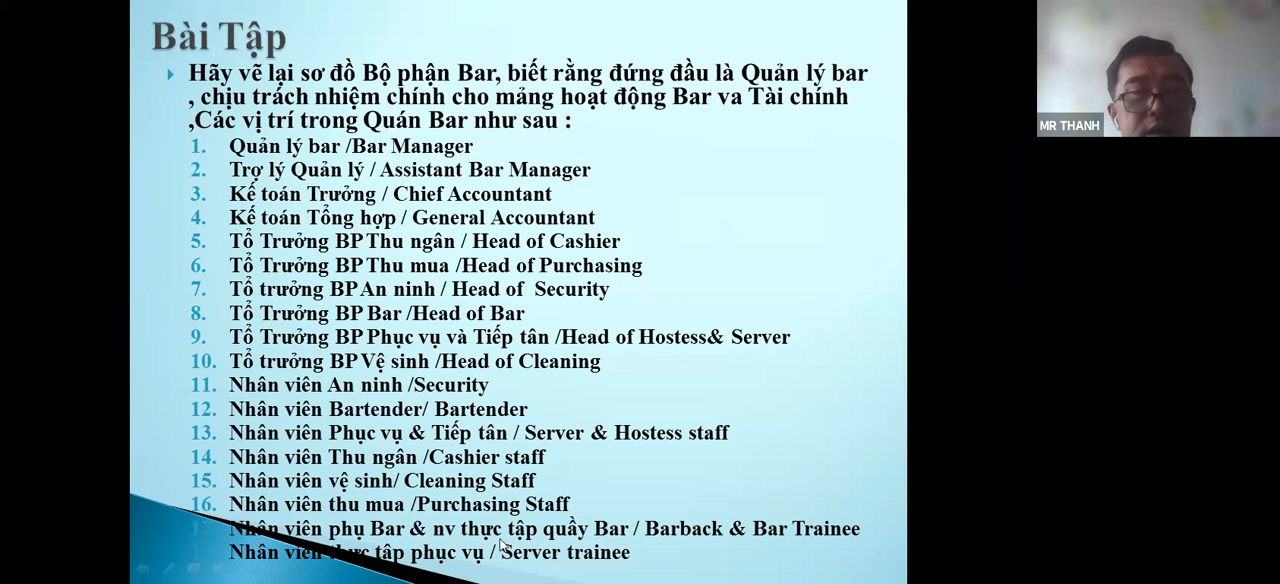 Bài Tập
Hãy vẽ lại sơ đồ Bộ phận Bar, biết rằng đứng đầu là Quản lý bar
, chịu trách nhiệm chính cho mảng hoạt động Bar va Tài chính
,Các vị trí trong Quán Bar như sau :
1. Quản lý bar /Bar Manager
2. Trợ lý Quản lý / Assistant Bar Manager
3. Kế toán Trưởng / Chief Accountant
4. Kế toán Tổng hợp / General Accountant
5. Tổ Trưởng BP Thu ngân / Head of Cashier
6. Tổ Trưởng BP Thu mua /Head of Purchasing
7. Tổ trưởng BP An ninh / Head of Security
8. Tổ Trưởng BP Bar /Head of Bar
9. Tổ Trưởng BP Phục vụ và Tiếp tân /Head of Hostess& Server
10. Tổ trưởng BP Vệ sinh /Head of Cleaning
11. Nhân viên An ninh /Security
12. Nhân viên Bartender/ Bartender
13. Nhân viên Phục vụ & Tiếp tân / Server & Hostess staff
14. Nhân viên Thu ngân /Cashier staff
15. Nhân viên vệ sinh/ Cleaning Staff
16. Nhân viên thu mua /Purchasing Staff
Nhân viên phụ Bar & nv thực tập quầy Bar / Barback & Bar Trainee
Nhân viên thực tập phục vụ / Server trainee
MR THANH